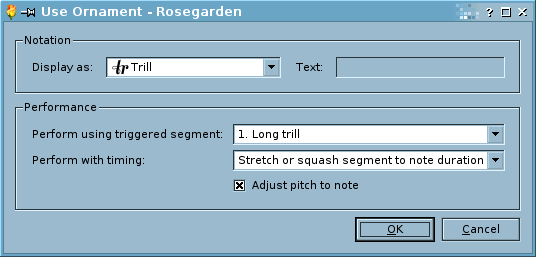 Use Ornament - Rosegarden
Notation
Display as: tr Trill Text:
Performance
Perform using triggered segment: 1. Long trill
Perform with timing: Stretch or squash segment to note duration
Adjust pitch to note
OK Cancel